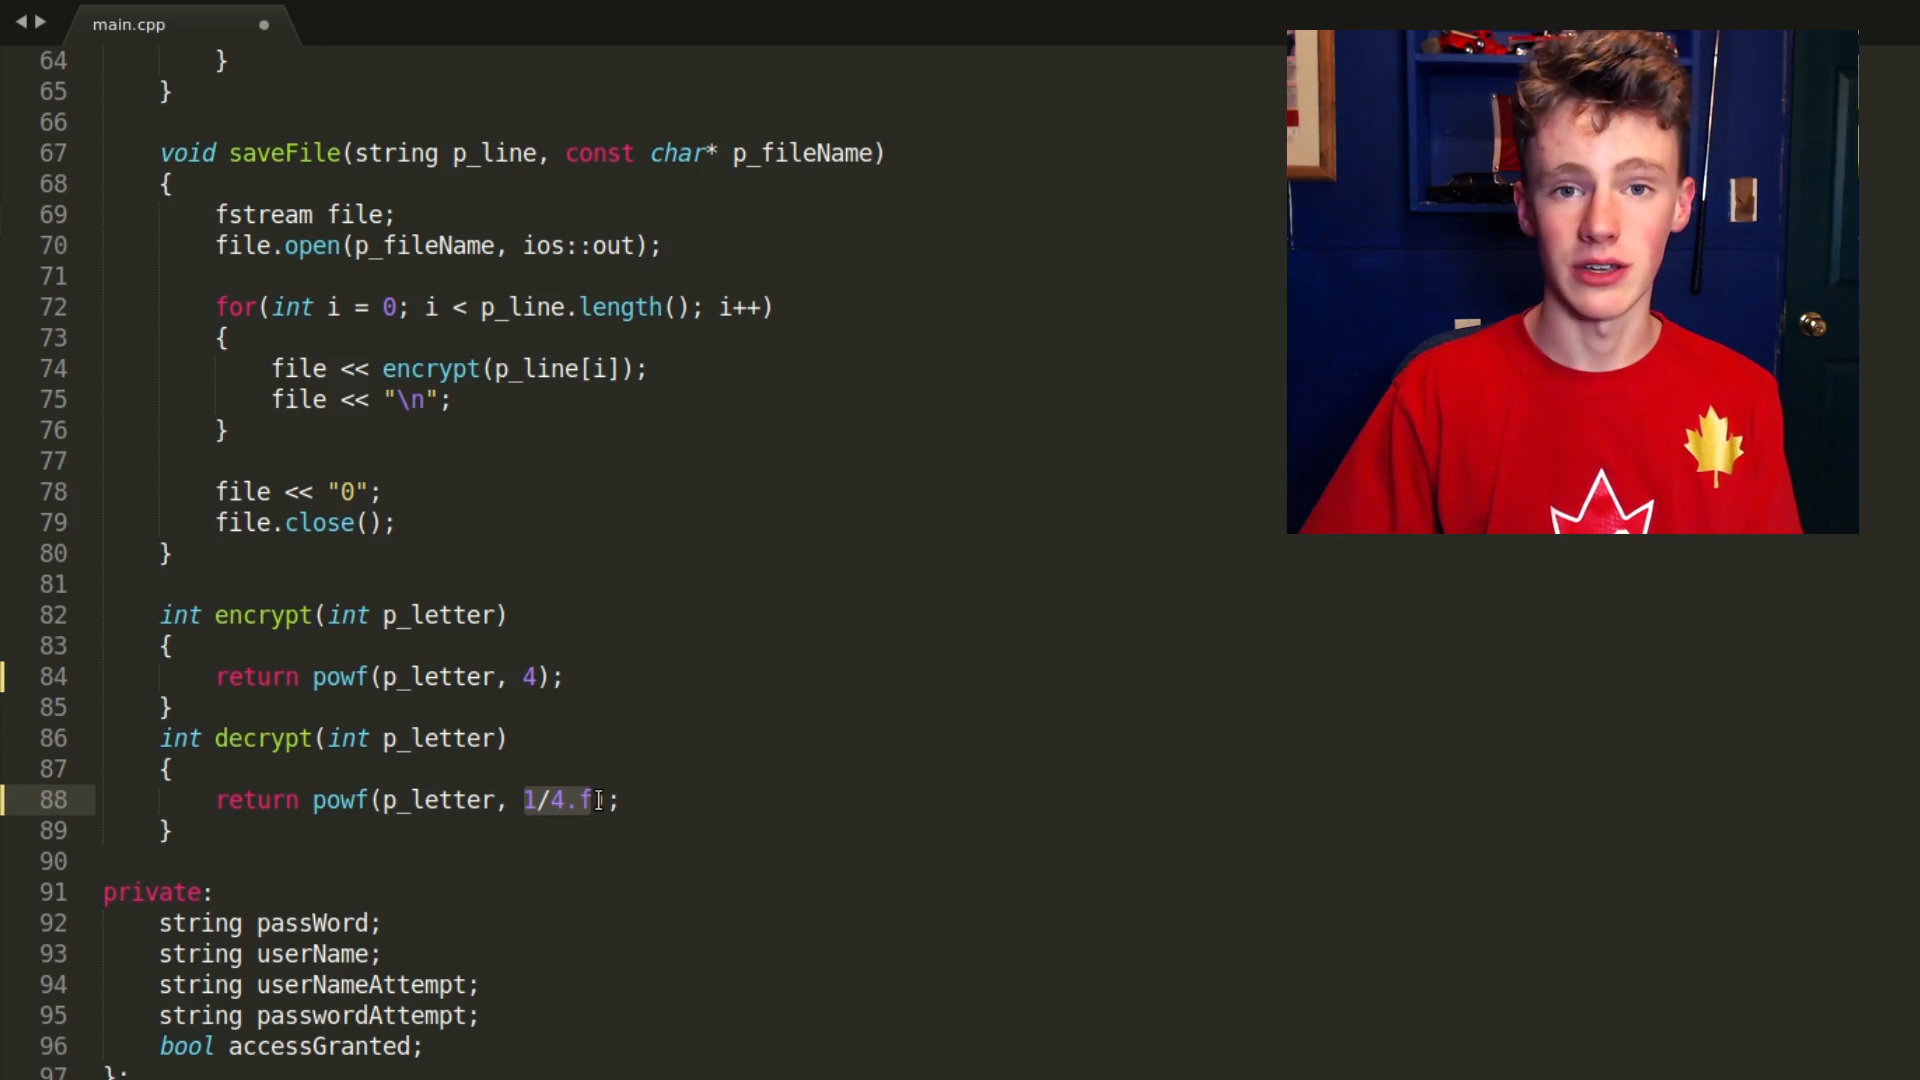 main.cpp
64 }
65 }
66
67 void saveFile(string p_line, const char* p_fileName)
68 {
69 fstream file;
70 file.open(p_fileName, ios::out);
71
72 for(int i = 0; i < p_line.length(); i++)
73 {
74 file << encrypt(p_line[i]);
75 file << "\n";
76 }
77
78 file << "0";
79 file.close();
80 }
81
82 int encrypt(int p_letter)
83 {
84 return powf(p_letter, 4);
85 }
86 int decrypt(int p_letter)
87 {
88 return powf(p_letter, 1/4.f);
89 }
90
91 private:
92 string passWord;
93 string userName;
94 string userNameAttempt;
95 string passwordAttempt;
96 bool accessGranted;
97 };